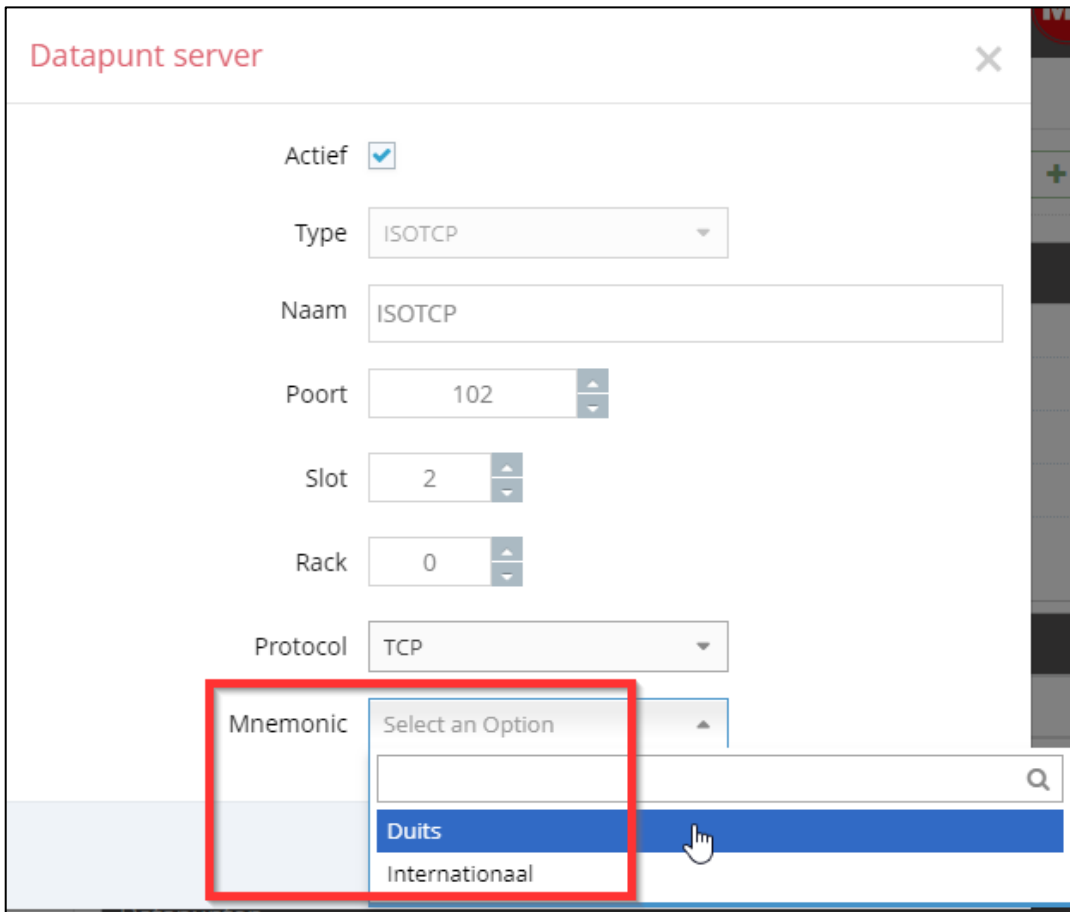 Datapunt server
Actief
Type ISOTCP
Naam ISOTCP
Poort 102
Slot 2
Rack 0
Protocol TCP
Mnemonic Select an Option
Duits
Internationaal